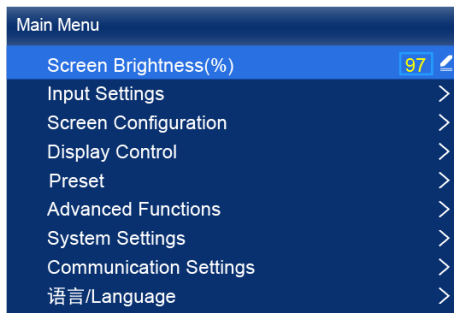 Main Menu
Screen Brightness(%) 97
Input Settings
Screen Configuration
Display Control
Preset
Advanced Functions
System Settings
Communication Settings
语言/Language